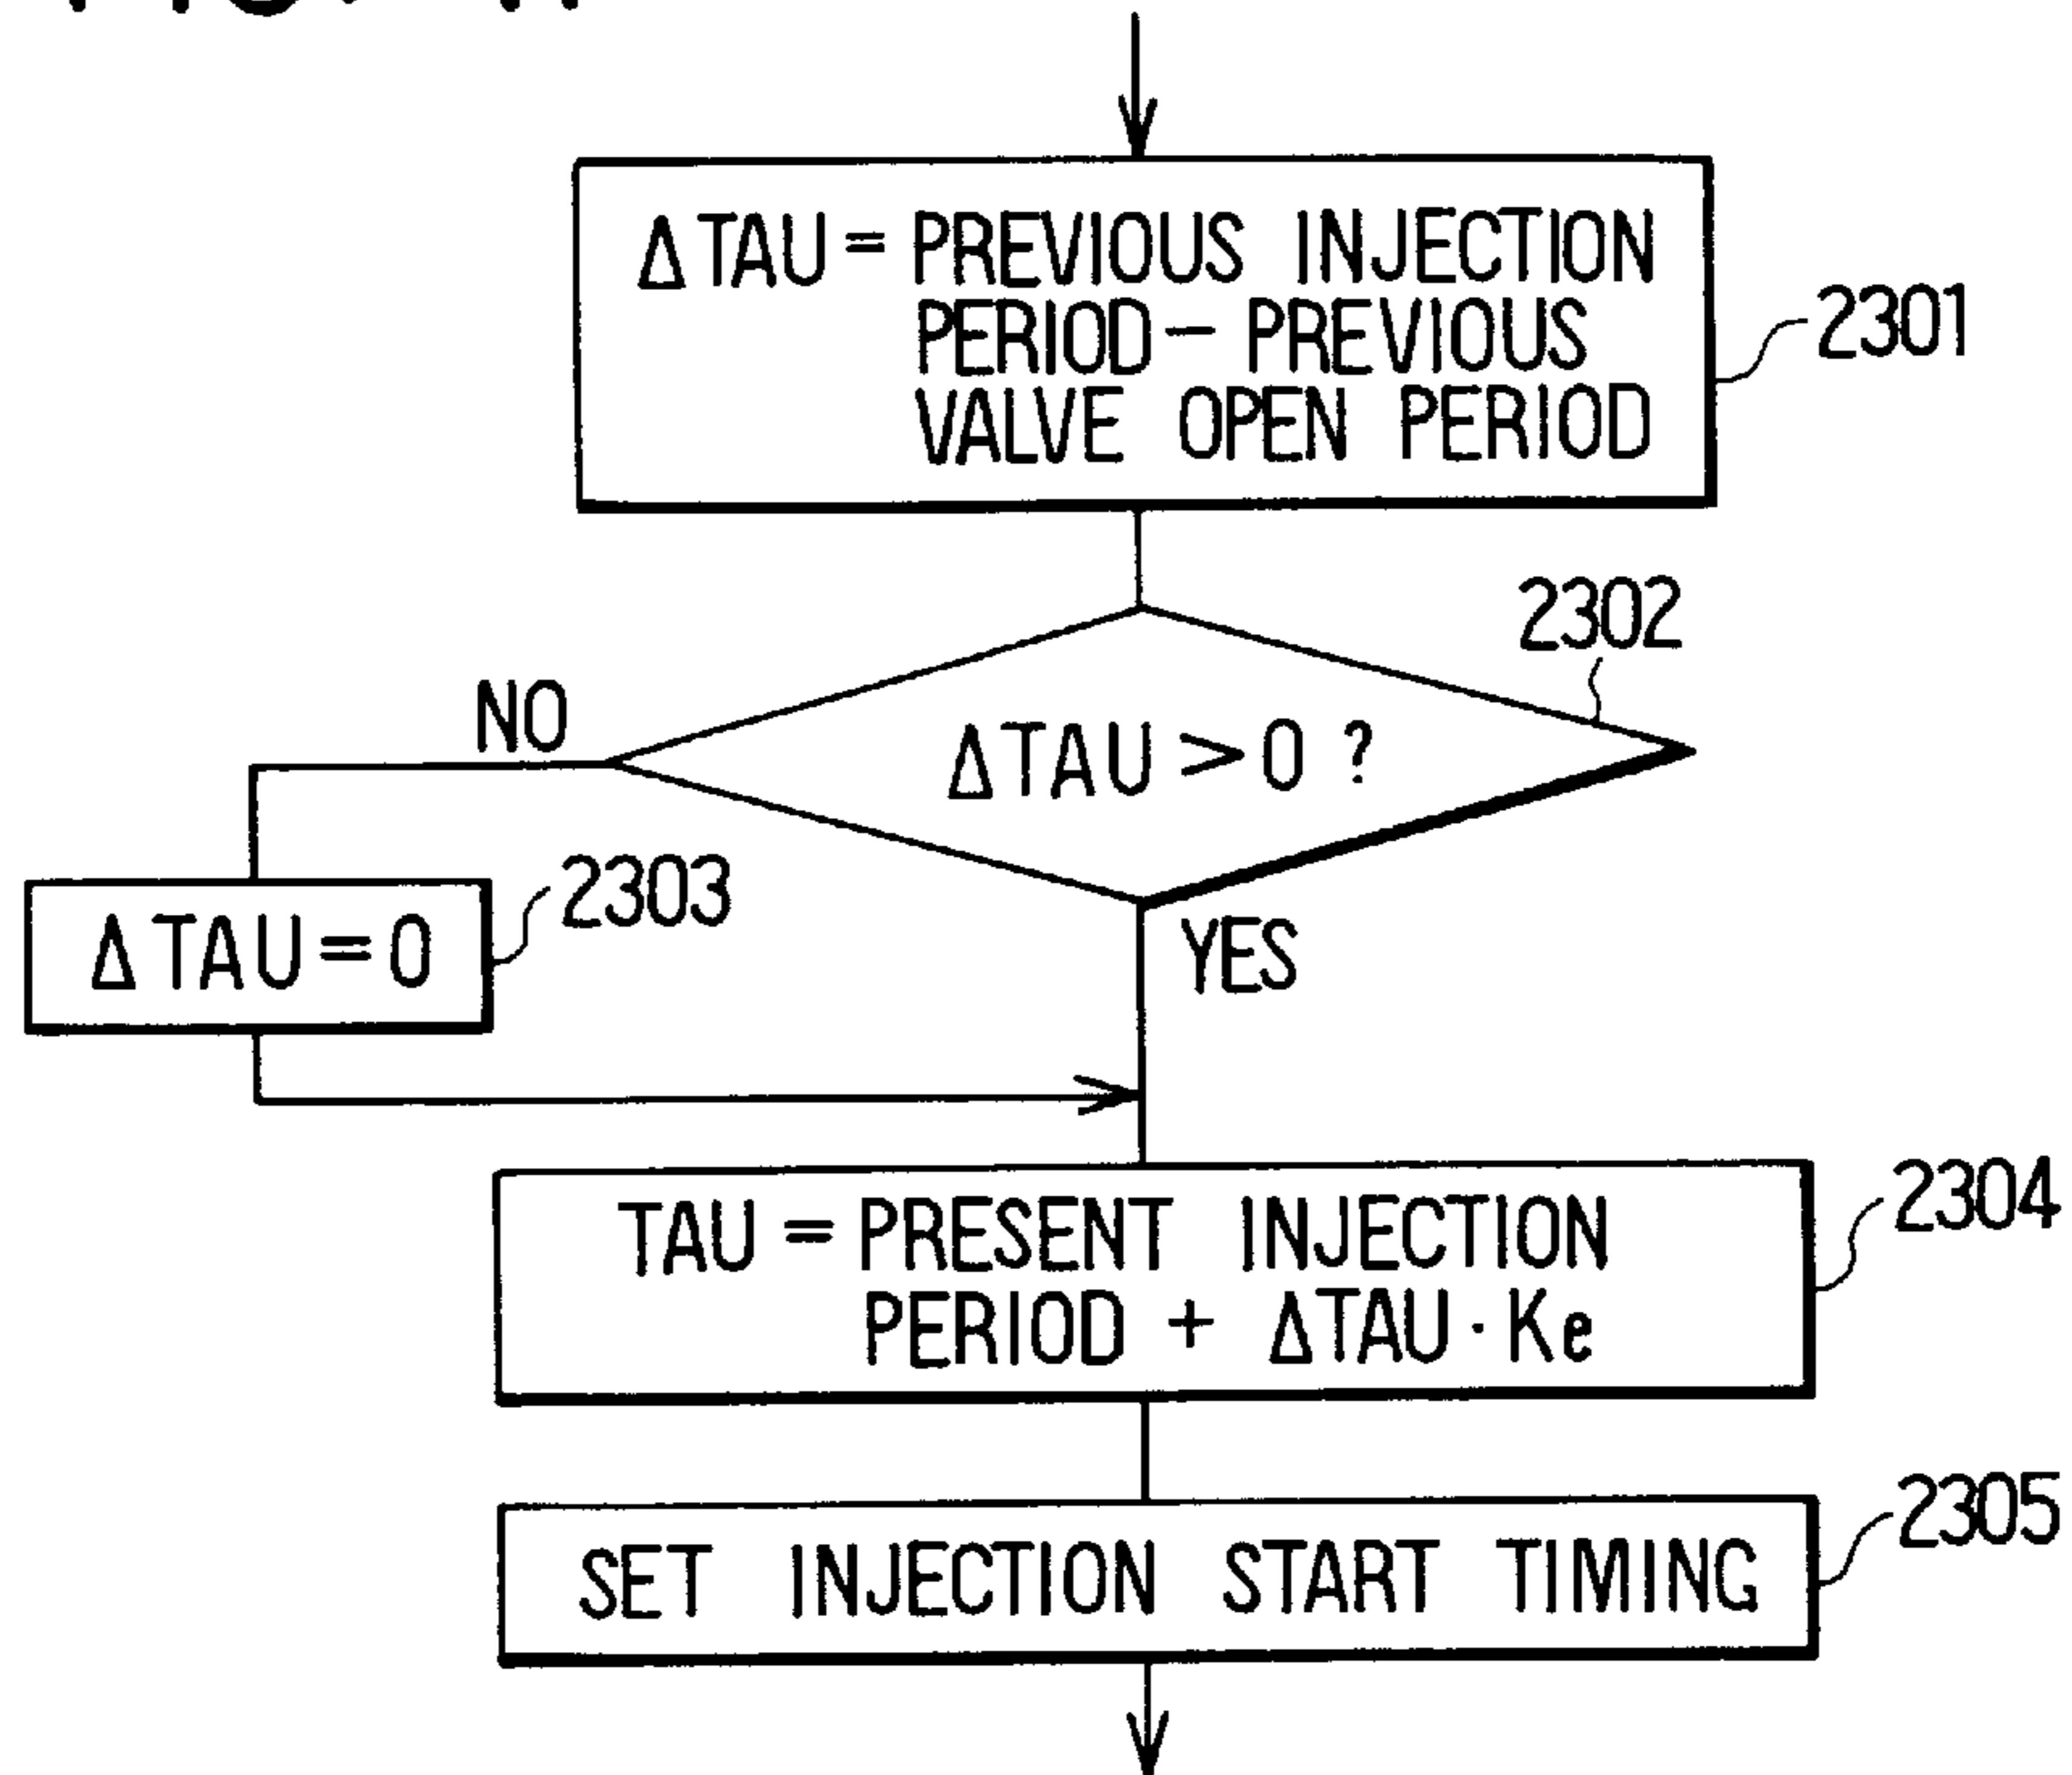 ΔTAU = PREVIOUS INJECTION
PERIOD - PREVIOUS
VALVE OPEN PERIOD
2301
2302
NO
ΔTAU > 0 ?
2303
ΔTAU = 0
YES
TAU = PRESENT INJECTION
PERIOD + ΔTAU · Ke
2304
2305
SET INJECTION START TIMING